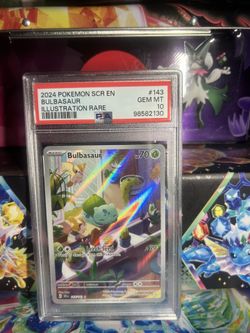 2024 POKEMON SCR EN #143
BULBASAUR GEM MT
ILLUSTRATION RARE 10
PSA 98582130
Bulbasaur 70